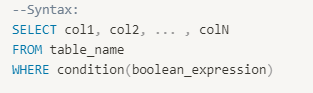 --Syntax:
SELECT col1, col2, ... , colN
FROM table_name
WHERE condition(boolean_expression)